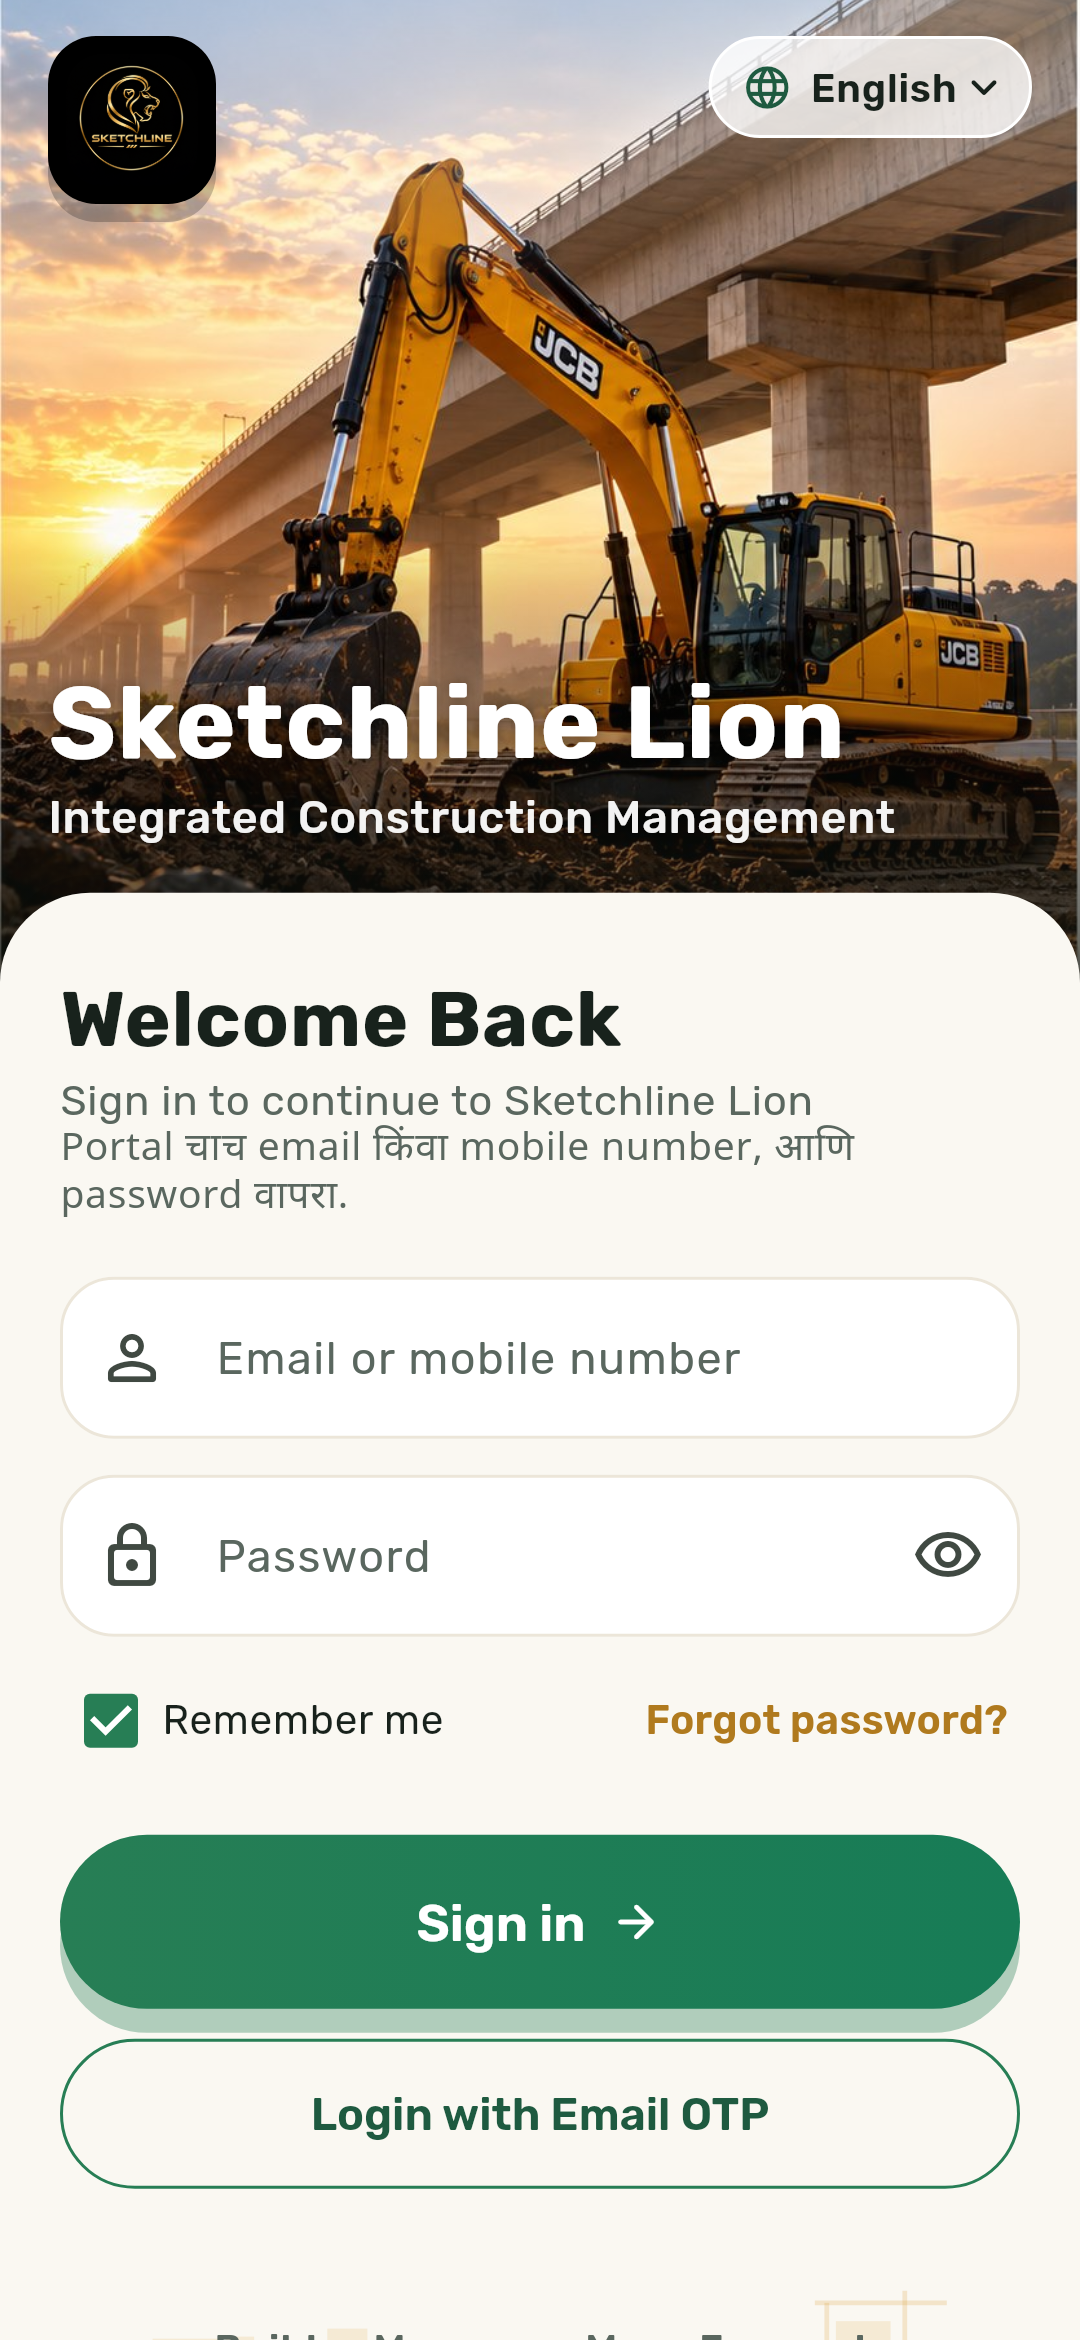 SKETCHLINE
English
JCB
JCB
Sketchline Lion
Integrated Construction Management
Welcome Back
Sign in to continue to Sketchline Lion
Portal चाच email किंवा mobile number, आणि
password वापरा.
Email or mobile number
Password
Remember me
Forgot password?
Sign in
Login with Email OTP